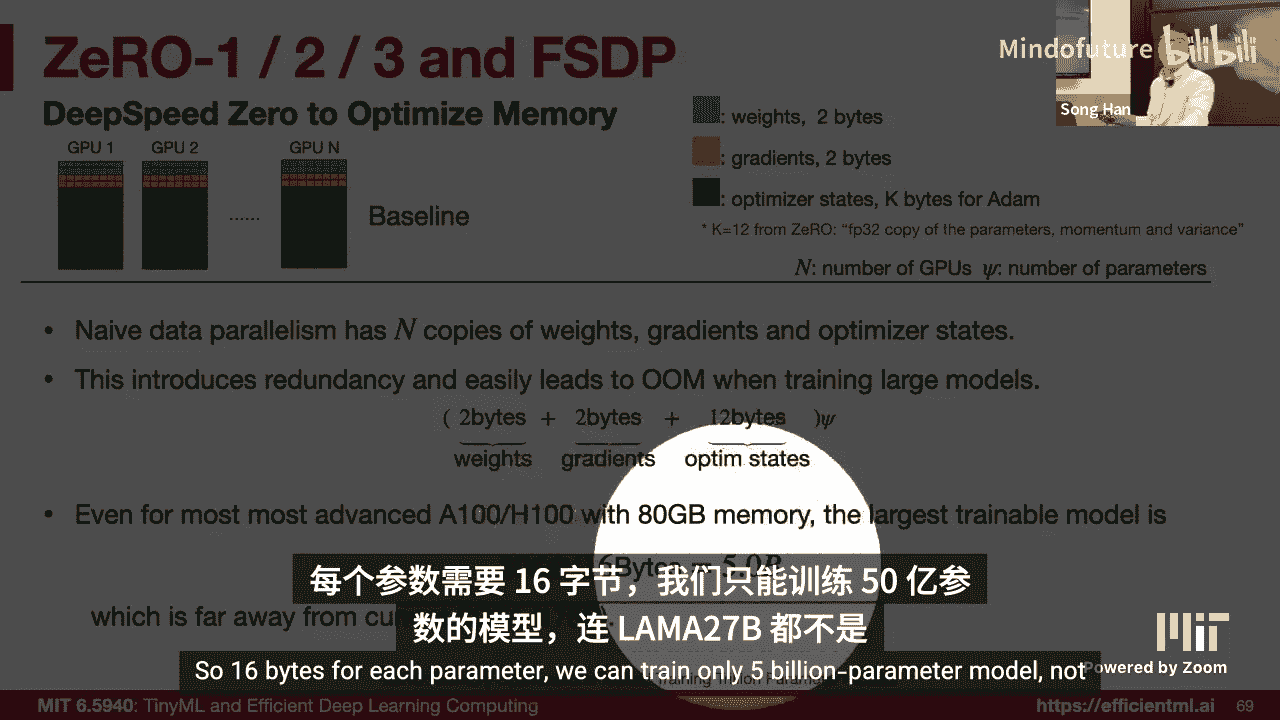 ZeRO-1 / 2 / 3 and FSDP
DeepSpeed Zero to Optimize Memory
GPU 1 GPU 2 GPU N
...... Baseline
: weights, 2 bytes
: gradients, 2 bytes
: optimizer states, K bytes for Adam
* K=12 from ZeRO: “fp32 copy of the parameters, momentum and variance”
N: number of GPUs ψ: number of parameters
Mindofuture bilibili
Song Han
• Naive data parallelism has N copies of weights, gradients and optimizer states.
• This introduces redundancy and easily leads to OOM when training large models.
( 2bytes + 2bytes + 12bytes )ψ
weights gradients optim states
• Even for most most advanced A100/H100 with 80GB memory, the largest trainable model is
which is far away from
每个参数需要 16 字节，我们只能训练 50 亿参
数的模型，连 LAMA27B 都不是
So 16 bytes for each parameter, we can train only 5 billion-parameter model, not
MIT
Powered by Zoom
MIT 6.5940: TinyML and Efficient Deep Learning Computing
https://efficientml.ai 69